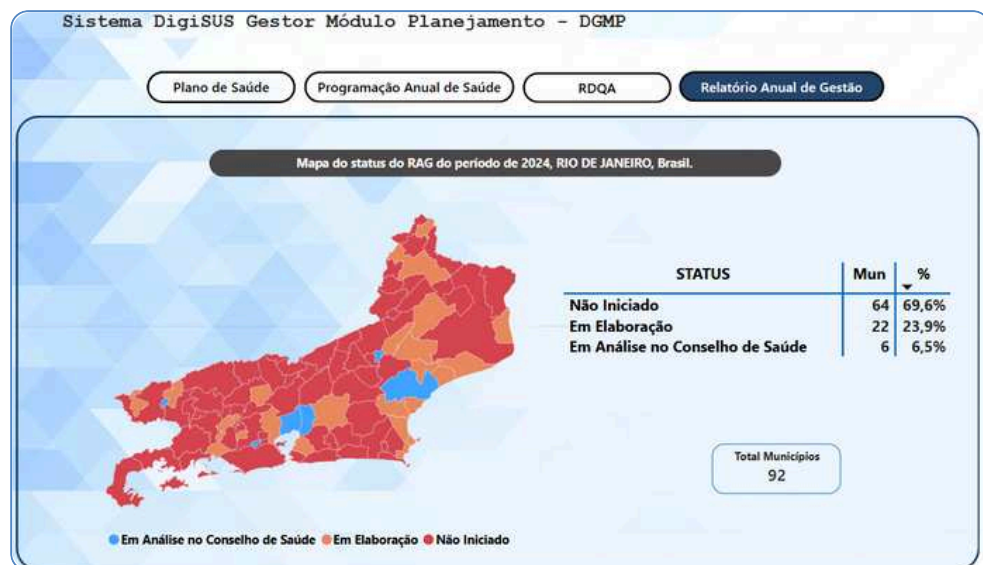 Sistema DigiSUS Gestor Módulo Planejamento - DGMP
Plano de Saúde
Programação Anual de Saúde
RDQA
Relatório Anual de Gestão
Mapa do status do RAG do período de 2024, RIO DE JANEIRO, Brasil.
STATUS Mun %
Não Iniciado 64 69,6%
Em Elaboração 22 23,9%
Em Análise no Conselho de Saúde 6 6,5%
Total Municípios
92
Em Análise no Conselho de Saúde Em Elaboração Não Iniciado